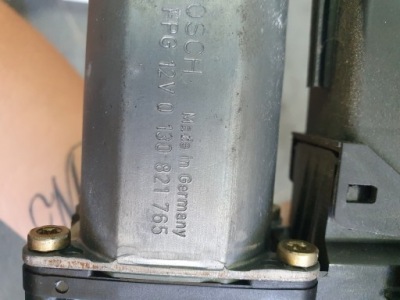 OSCH
Made in Germany
FPG 12V 0 130 821 765